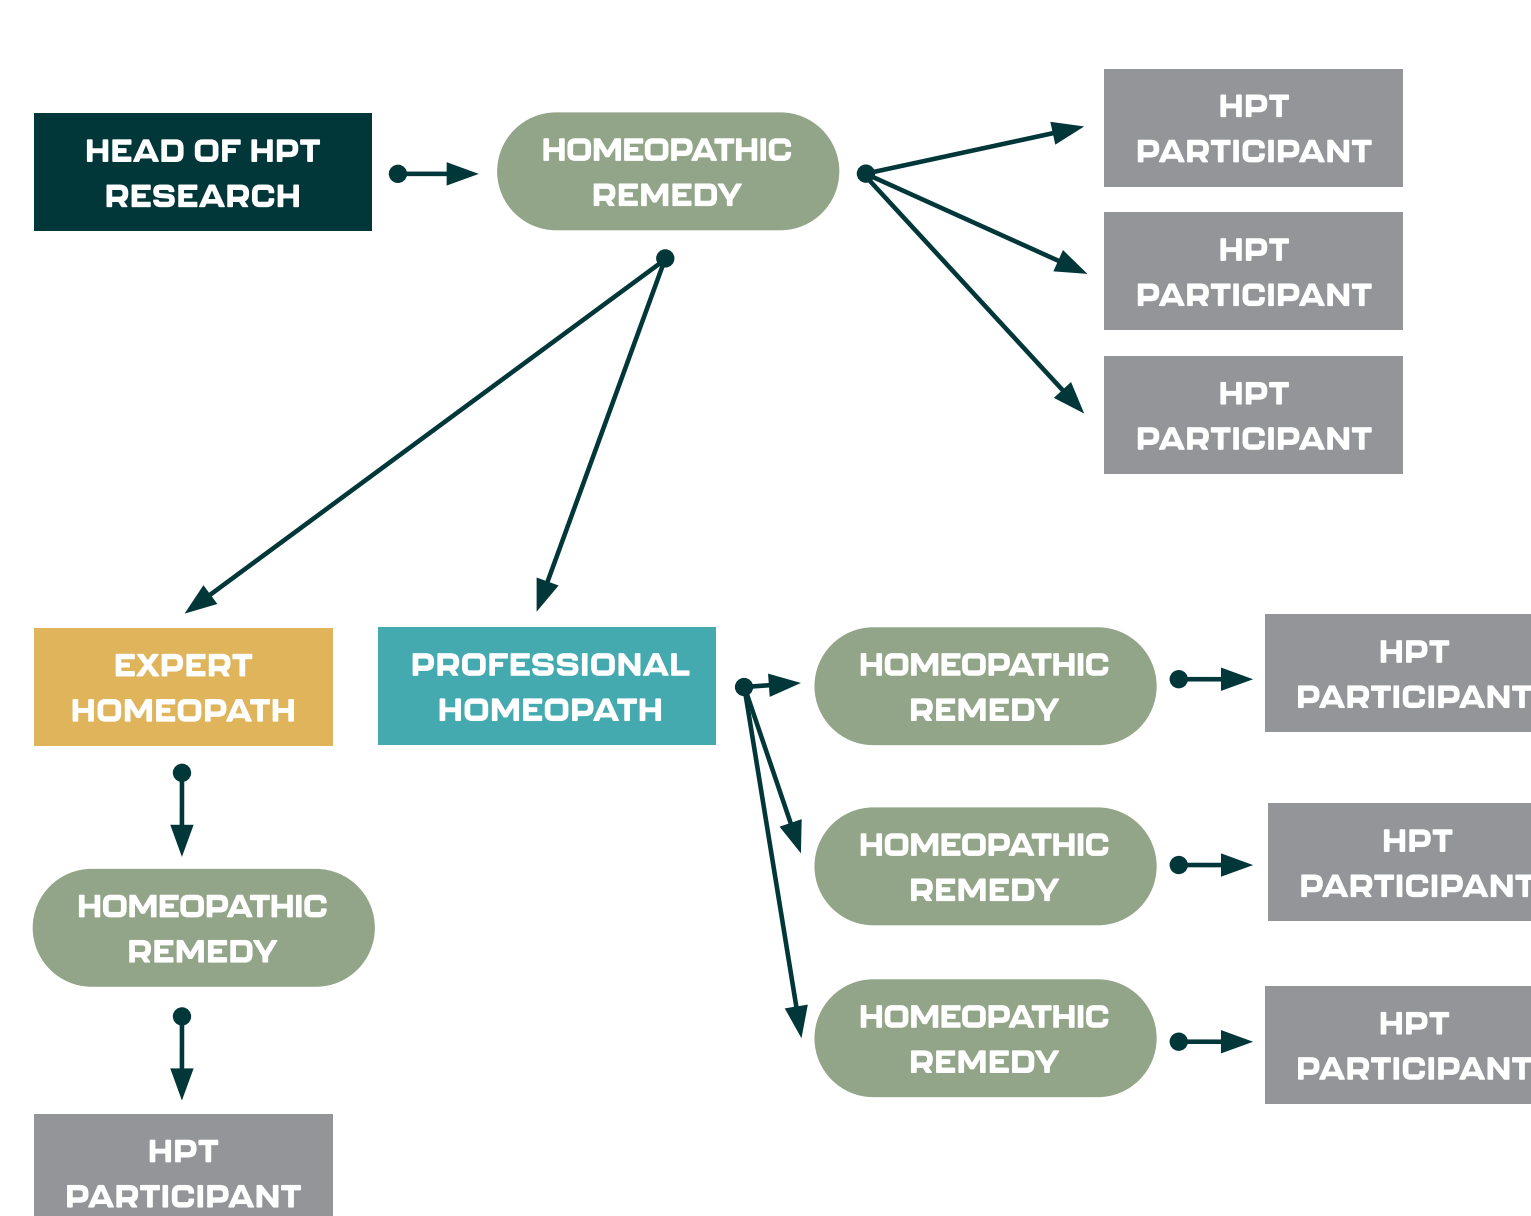 HEAD OF HPT
RESEARCH
HOMEOPATHIC
REMEDY
HPT
PARTICIPANT
HPT
PARTICIPANT
HPT
PARTICIPANT
EXPERT
HOMEOPATH
PROFESSIONAL
HOMEOPATH
HOMEOPATHIC
REMEDY
HPT
PARTICIPANT
HOMEOPATHIC
REMEDY
HPT
PARTICIPANT
HOMEOPATHIC
REMEDY
HPT
PARTICIPANT
HOMEOPATHIC
REMEDY
HPT
PARTICIPANT